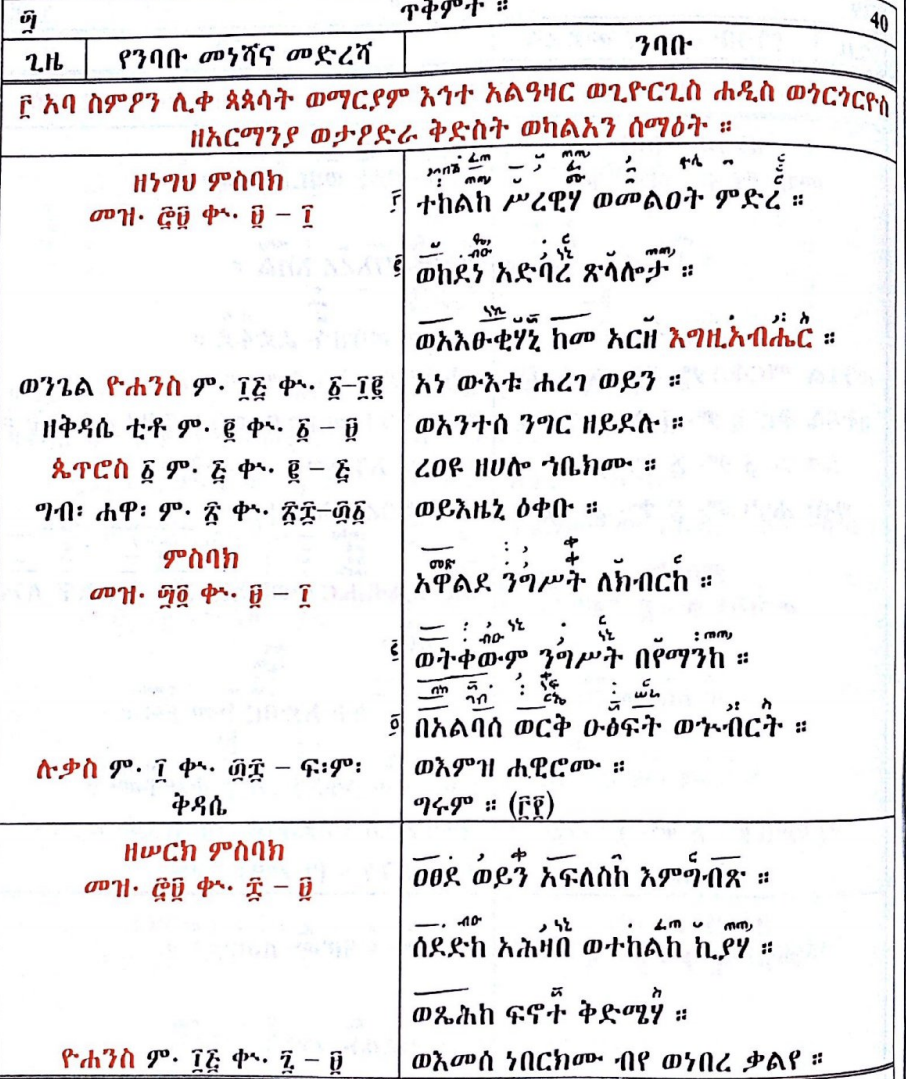 ጥቅምት ።
40
ጊዜ የንባቡ መነሻና መድረሻ ንባቡ
፫ አባ ስምዖን ሊቀ ጳጳሳት ወማርያም እኅተ አልዓዛር ወጊዮርጊስ ሐዲስ ወጎርጎርዮስ
ዘአርማንያ ወታዖድራ ቅድስት ወካልአን ሰማዕት ።
ዘነግህ ምስባክ
መዝ. ፸፱ ቍ. ፱ – ፲
ተከልከ ሥረዊሃ ወመልዐት ምድረ ።
ወከደነ አድባረ ጽላሎታ ።
ወአእፁቂሃኒ ከመ አርዘ እግዚአብሔር ።
ወንጌል ዮሐንስ ም. ፲፭ ቍ. ፩–፲፪ አነ ውእቱ ሐረገ ወይን ።
ዘቅዳሴ ቲቶ ም. ፪ ቍ. ፩ – ፱ ወአንተሰ ንግር ዘይደሉ ።
ጴጥሮስ ፩ ም. ፭ ቍ. ፪ – ፭ ረዐዩ ዘሀሎ ኀቤክሙ ።
ግብ፡ ሐዋ፡ ም. ፳ ቍ. ፳፰–፴፩ ወይእዜኒ ዕቀቡ ።
ምስባክ
መዝ. ፵፬ ቍ. ፱ ፲
አዋልደ ንግሥት ለክብርከ ።
ወትቀውም ንግሥት በየማንከ ።
በአልባሰ ወርቅ ዑፅፍት ወኍብርት ።
ሉቃስ ም. ፲ ቍ. ፴፰ – ፍ፡ም፡ ወእምዝ ሐዊሮሙ ።
ቅዳሴ ግሩም ። (፫፻)
ዘሠርክ ምስባክ
መዝ. ፸፱ ቍ. ፰ – ፱
ዐፀደ ወይን አፍለስከ እምግብጽ ።
ሰደድከ አሕዛበ ወተከልከ ኪያሃ ።
ወጼሕከ ፍኖተ ቅድሜሃ ።
ዮሐንስ ም. ፲፭ ቍ. ፯ – ፱ ወእመሰ ነበርክሙ ብየ ወነበረ ቃልየ ።